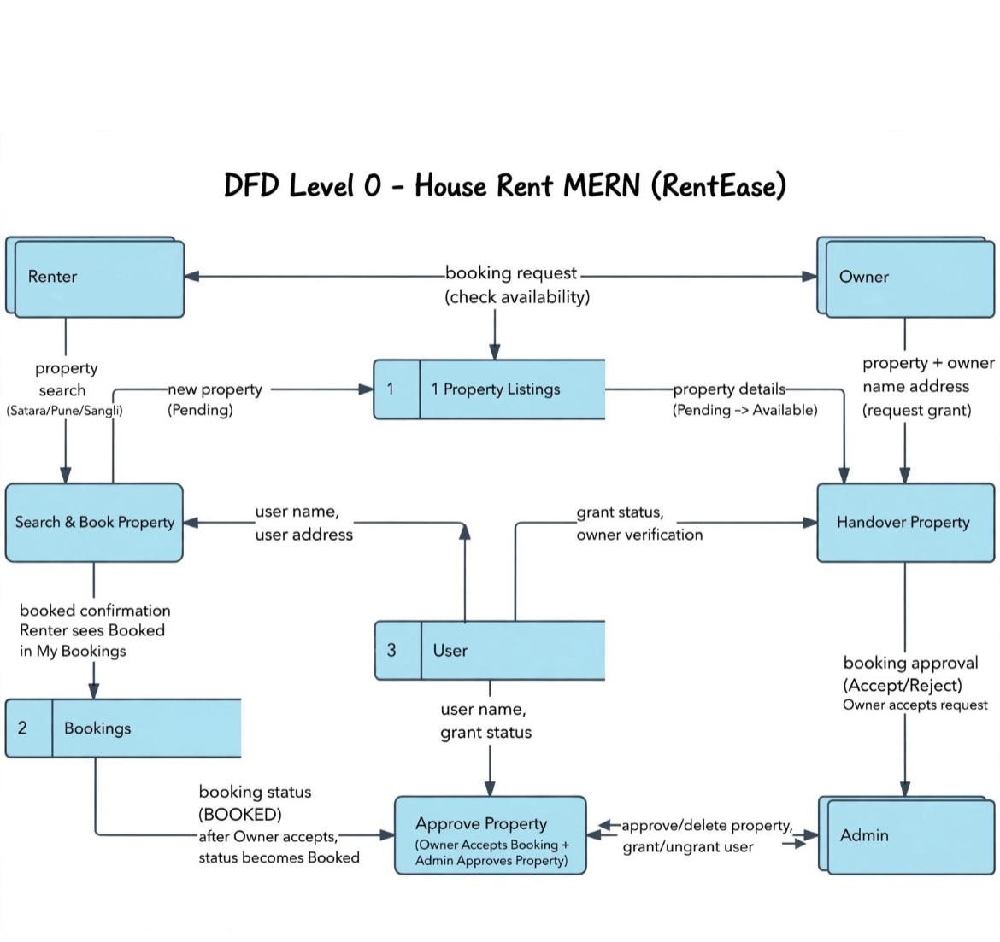 DFD Level 0 - House Rent MERN (RentEase)
Renter
booking request
(check availability)
Owner
property
search
(Satara/Pune/Sangli)
new property
(Pending)
1
1 Property Listings
property details
(Pending -> Available)
property + owner
name address
(request grant)
Search & Book Property
user name,
user address
grant status,
owner verification
Handover Property
booked confirmation
Renter sees Booked
in My Bookings
3
User
user name,
grant status
booking approval
(Accept/Reject)
Owner accepts request
2
Bookings
booking status
(BOOKED)
after Owner accepts,
status becomes Booked
Approve Property
(Owner Accepts Booking +
Admin Approves Property)
approve/delete property,
grant/ungrant user
Admin